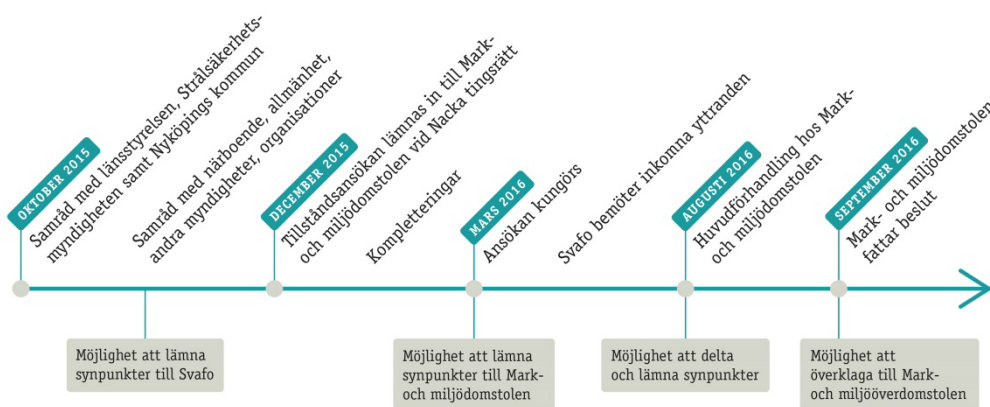 OKTOBER 2015
Samråd med länsstyrelsen, Strålsäkerhets-
myndigheten samt Nyköpings kommun
Samråd med närboende, allmänhet,
andra myndigheter, organisationer
DECEMBER 2015
Tillståndsansökan lämnas in till Mark-
och miljödomstolen vid Nacka tingsrätt
Kompletteringar
MARS 2016
Ansökan kungörs
Svafo bemöter inkomna yttranden
AUGUSTI 2016
Huvudförhandling hos Mark-
och miljödomstolen
SEPTEMBER 2016
Mark- och miljödomstolen
fattar beslut
Möjlighet att lämna
synpunkter till Svafo
Möjlighet att lämna
synpunkter till Mark-
och miljödomstolen
Möjlighet att delta
och lämna synpunkter
Möjlighet att
överklaga till Mark-
och miljööverdomstolen